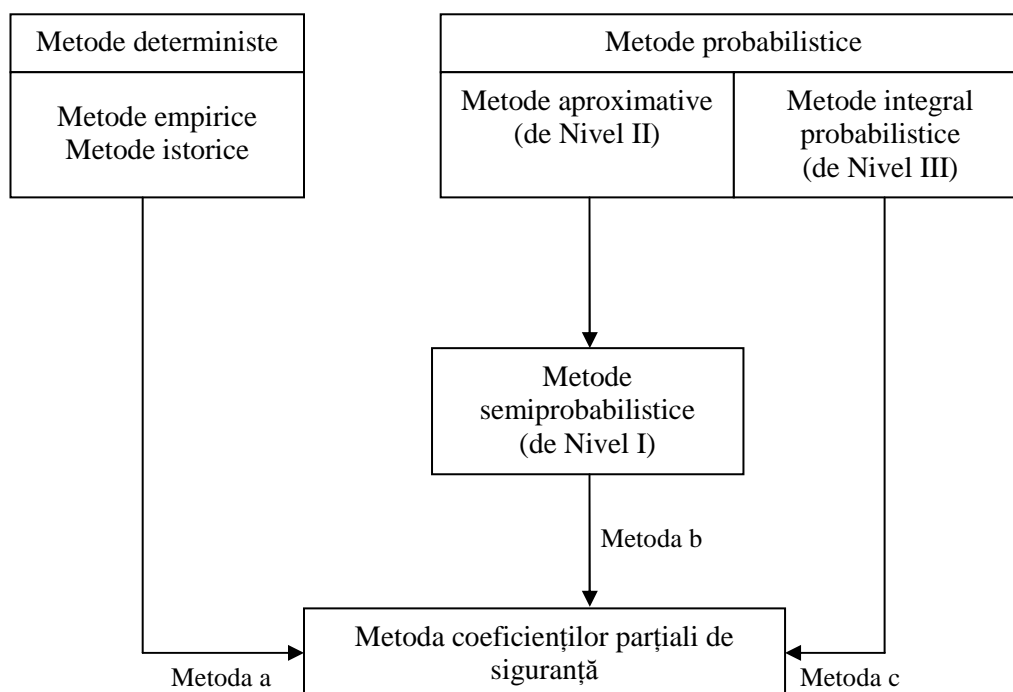 Metode deterministe
Metode empirice
Metode istorice
Metode probabilistice
Metode aproximative
(de Nivel II)
Metode integral
probabilistice
(de Nivel III)
Metode
semiprobabilistice
(de Nivel I)
Metoda b
Metoda coeficienților parțiali de
siguranță
Metoda a
Metoda c